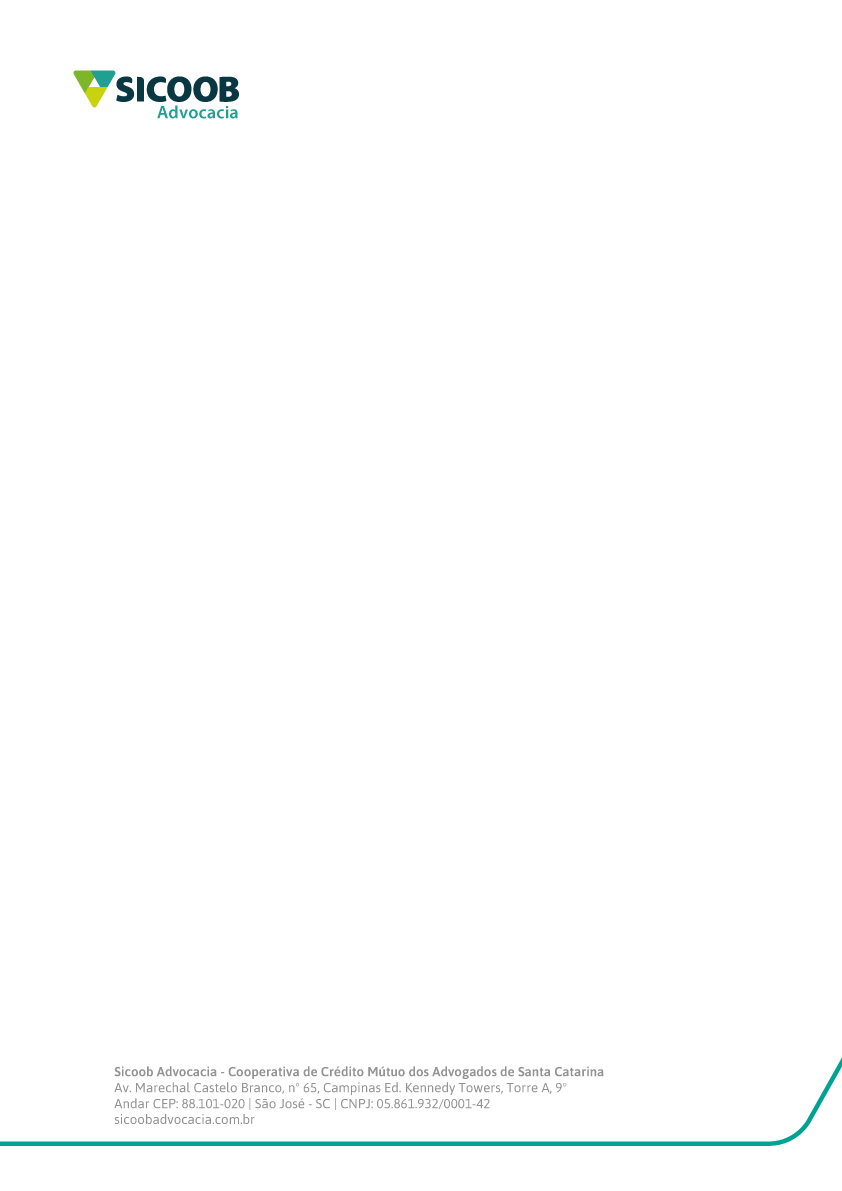 SICOOB
Advocacia
Sicoob Advocacia - Cooperativa de Crédito Mútuo dos Advogados de Santa Catarina
Av. Marechal Castelo Branco, n° 65, Campinas Ed. Kennedy Towers, Torre A, 9°
Andar CEP: 88.101-020 | São José - SC | CNPJ: 05.861.932/0001-42
sicoobadvocacia.com.br